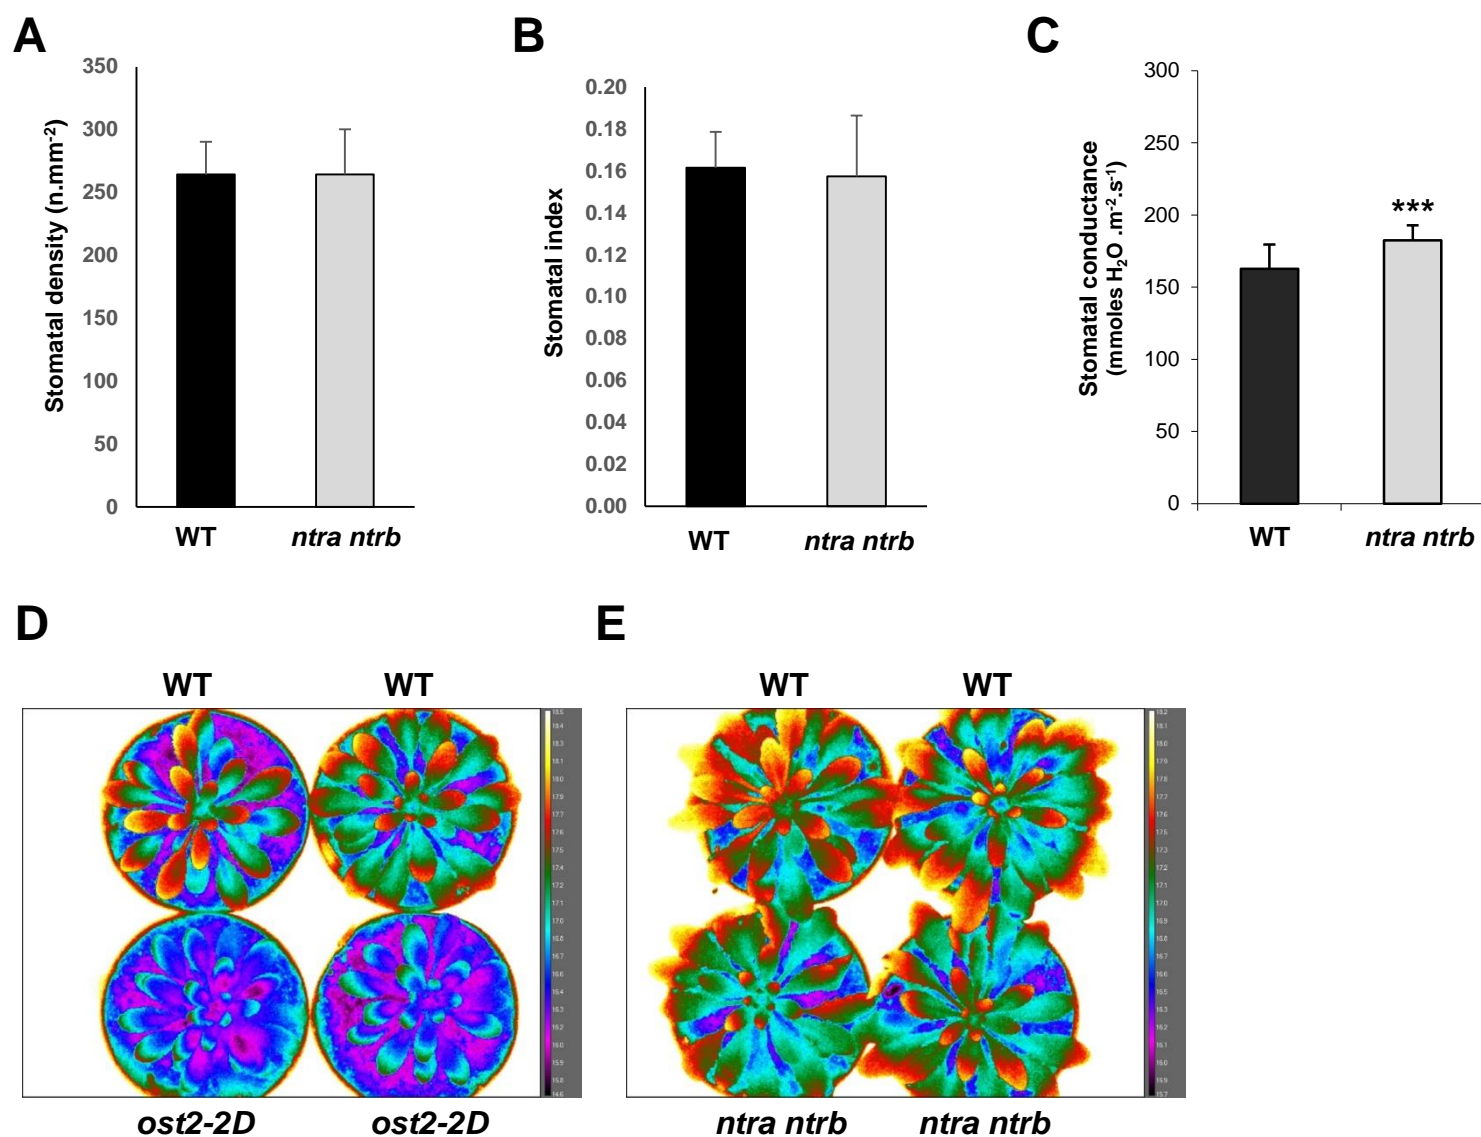 A
B
C
350
300
250
200
150
100
50
0
Stomatal density (n.mm-2)
WT
ntra ntrb
0.20
0.18
0.16
0.14
0.12
0.10
0.08
0.06
0.04
0.02
0.00
Stomatal index
WT
ntra ntrb
300
250
200
150
100
50
0
Stomatal conductance
(mmoles H2O .m-2.s-1)
***
WT
ntra ntrb
D
E
WT
WT
ost2-2D
ost2-2D
WT
WT
ntra ntrb
ntra ntrb